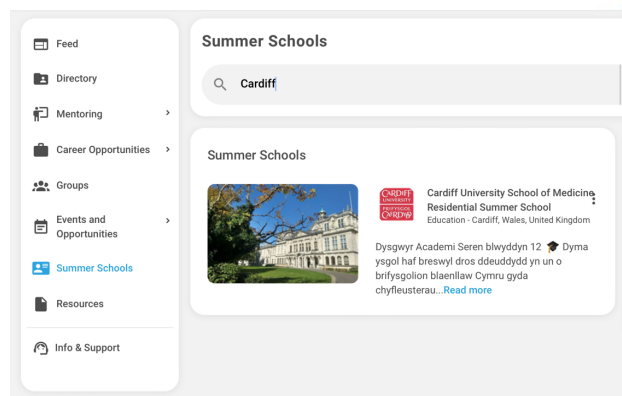 Feed
Directory
Mentoring
Career Opportunities
Groups
Events and
Opportunities
Summer Schools
Resources
Info & Support
Summer Schools
Cardiff
Summer Schools
CARDIFF
UNIVERSITY
PRIFYSGOL
CAERDYDD
Cardiff University School of Medicine
Residential Summer School
Education - Cardiff, Wales, United Kingdom
Dysgwyr Academi Seren blwyddyn 12 🎓 Dyma
ysgol haf breswyl dros ddeuddydd yn un o
brifysgolion blaenllaw Cymru gyda
chyfleusterau...Read more